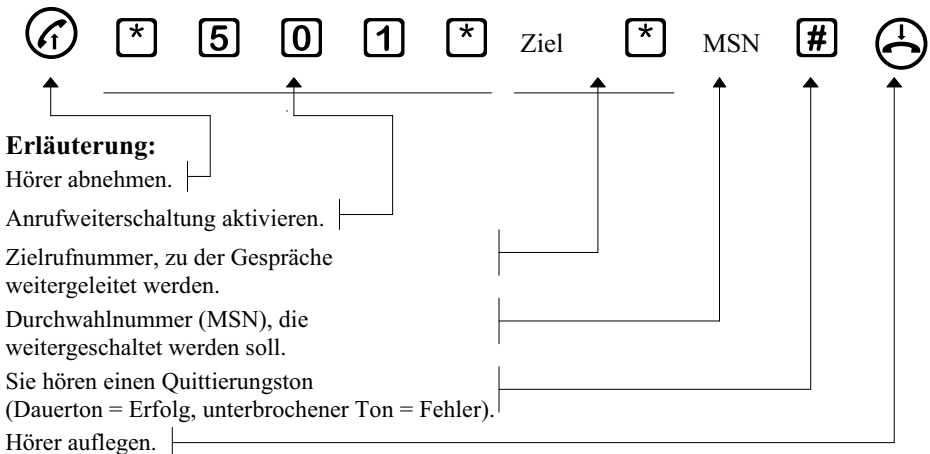 * 5 0 1 * Ziel * MSN #
Erläuterung:
Hörer abnehmen.
Anrufweiterschaltung aktivieren.
Zielrufnummer, zu der Gespräche
weitergeleitet werden.
Durchwahlnummer (MSN), die
weitergeschaltet werden soll.
Sie hören einen Quittierungston
(Dauerton = Erfolg, unterbrochener Ton = Fehler).
Hörer auflegen.